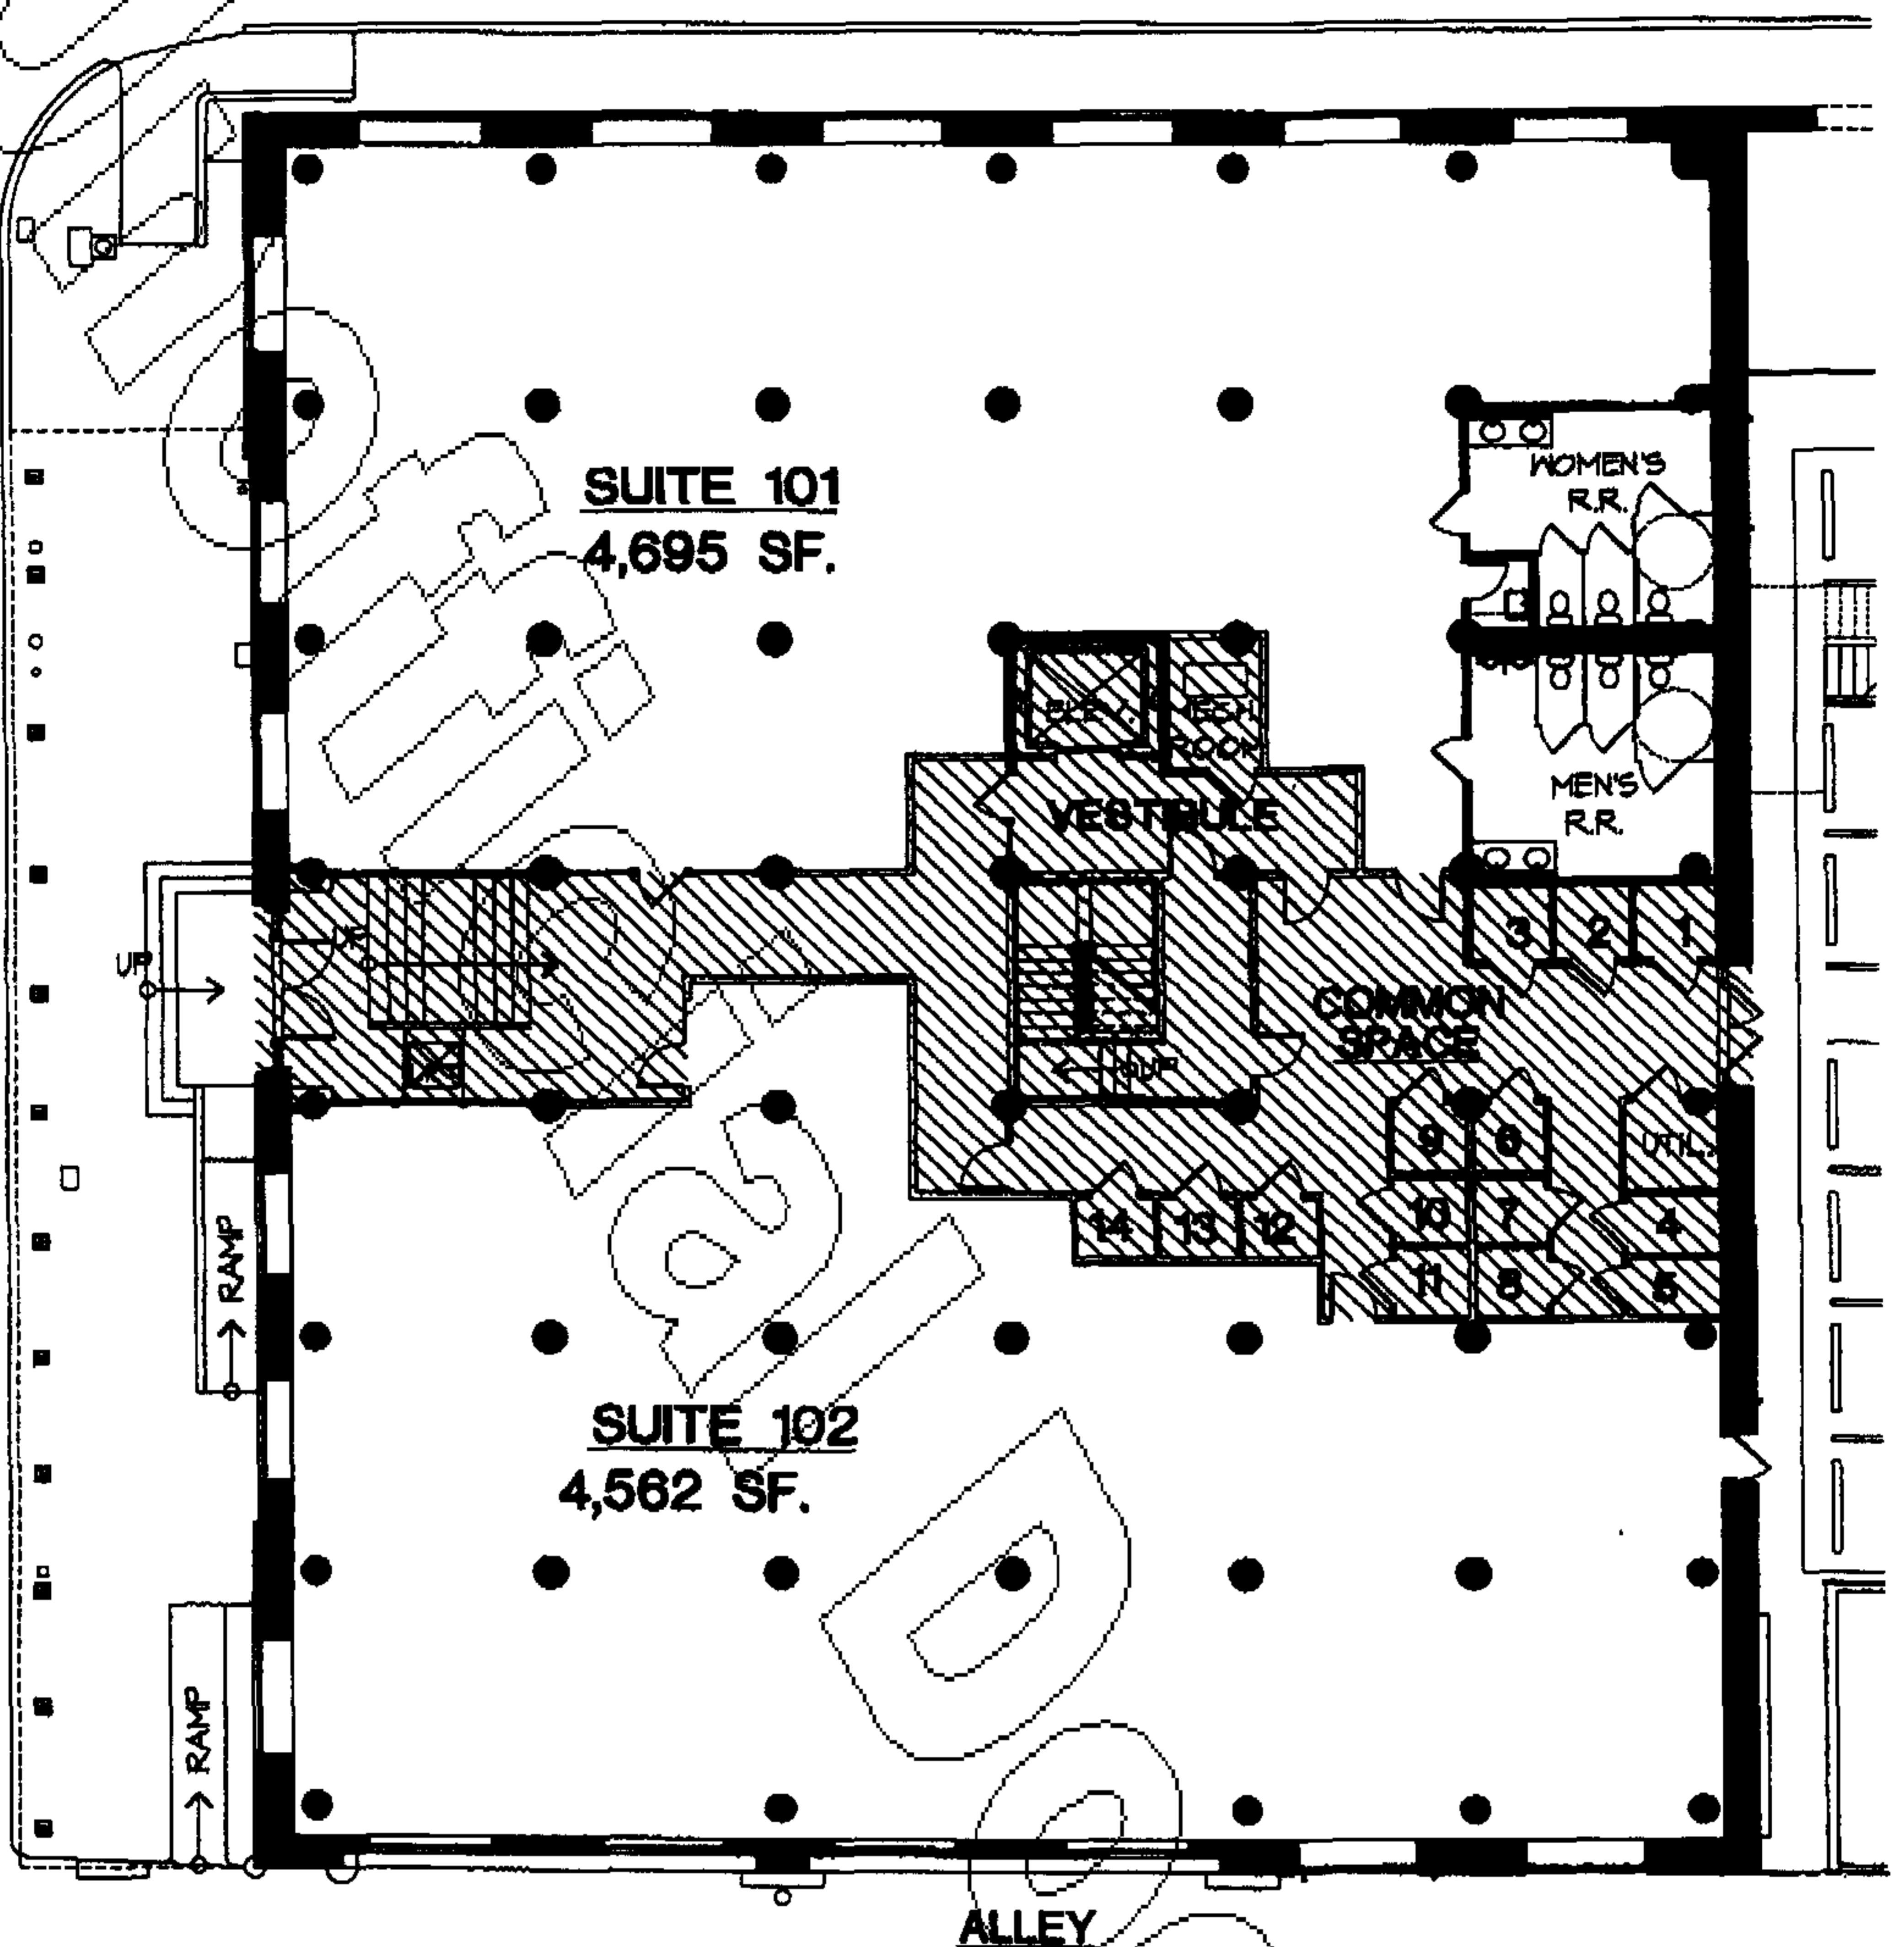 SUITE 101
4,695 SF.
WOMEN'S
R.R.
ELEV.
ROOM
VESTIBULE
MEN'S
R.R.
3 2 1
UP
COMMON
SPACE
UP
9 6 UTIL.
14 13 12 10 7 4
11 8 5
RAMP
SUITE 102
4,562 SF.
RAMP
ALLEY